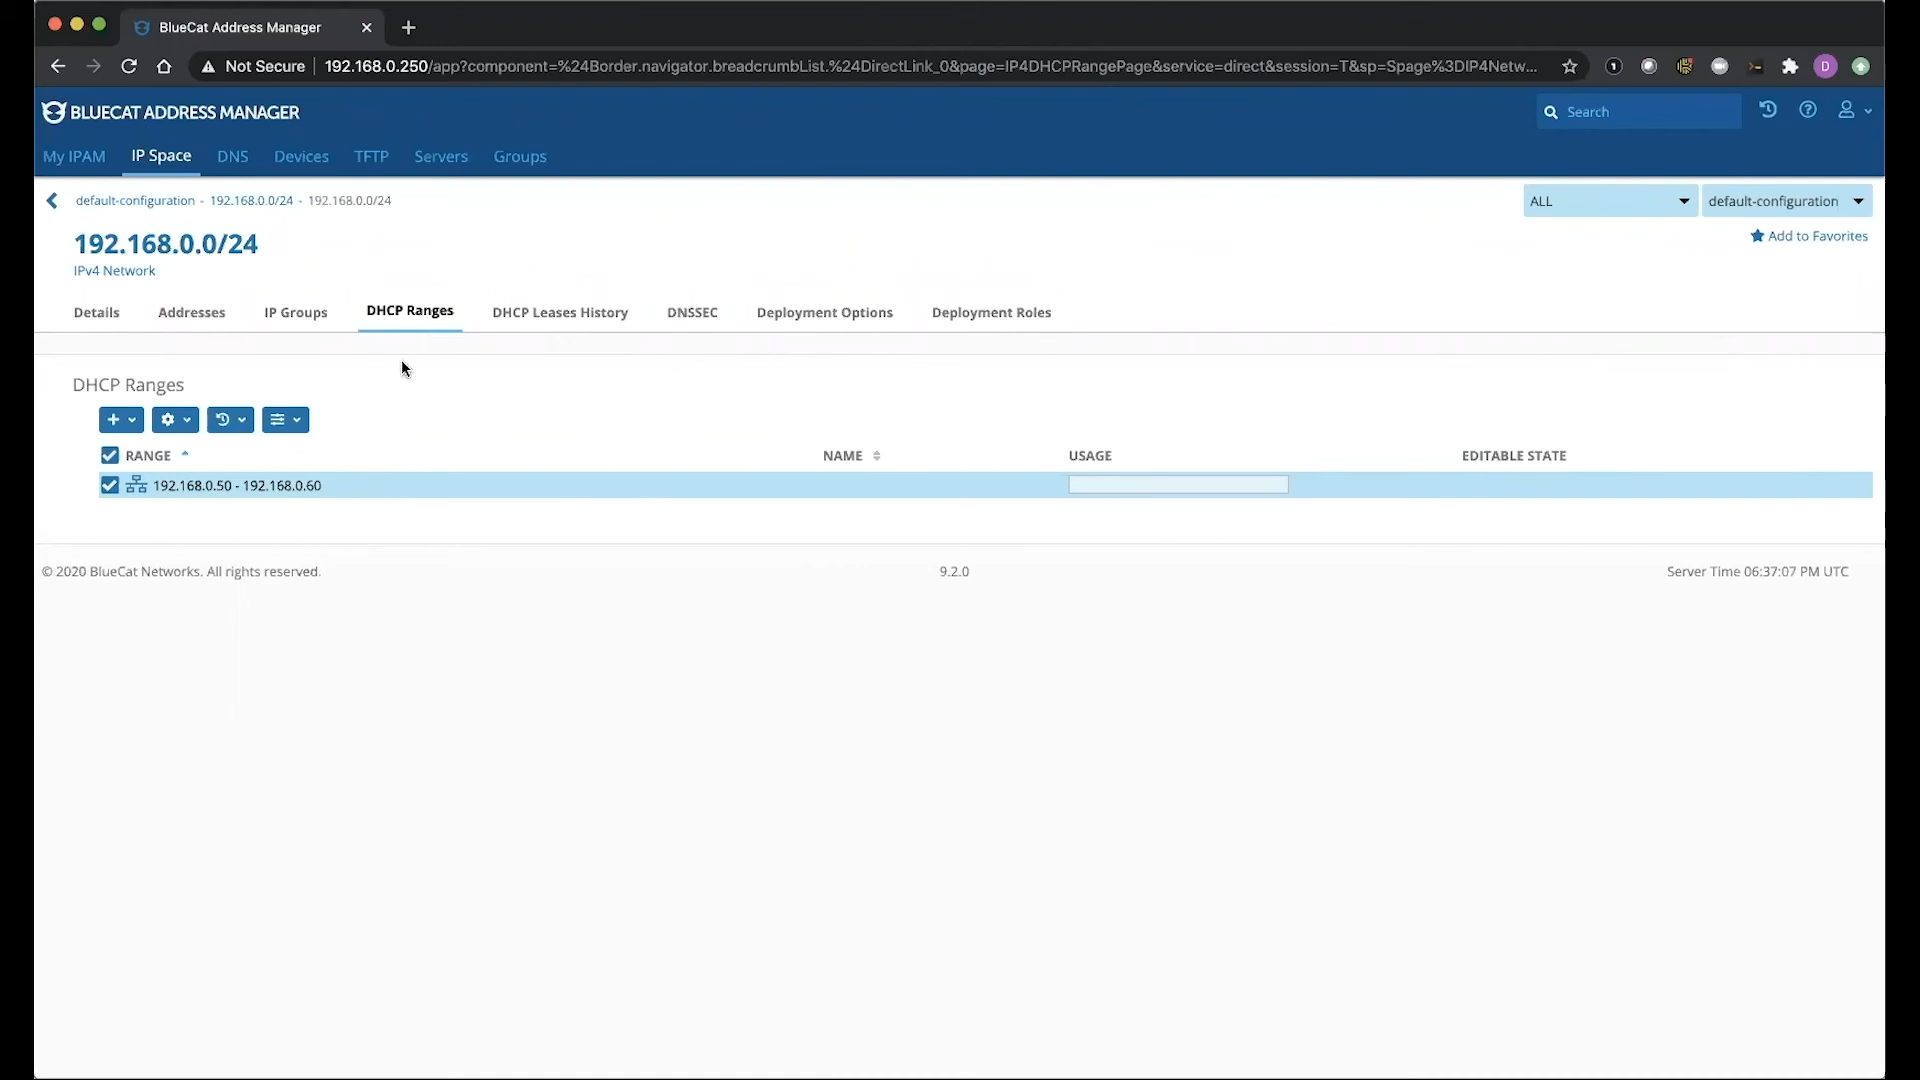 BlueCat Address Manager
Not Secure 192.168.0.250/app?component=%24Border.navigator.breadcrumbList.%24DirectLink_0&page=IP4DHCPRangePage&service=direct&session=T&sp=Spage%3DIP4Netw...
D
BLUECAT ADDRESS MANAGER
Search
My IPAM IP Space DNS Devices TFTP Servers Groups
default-configuration - 192.168.0.0/24 - 192.168.0.0/24
ALL default-configuration
192.168.0.0/24
Add to Favorites
IPv4 Network
Details Addresses IP Groups DHCP Ranges DHCP Leases History DNSSEC Deployment Options Deployment Roles
DHCP Ranges
RANGE NAME USAGE EDITABLE STATE
192.168.0.50 - 192.168.0.60
© 2020 BlueCat Networks. All rights reserved. 9.2.0 Server Time 06:37:07 PM UTC